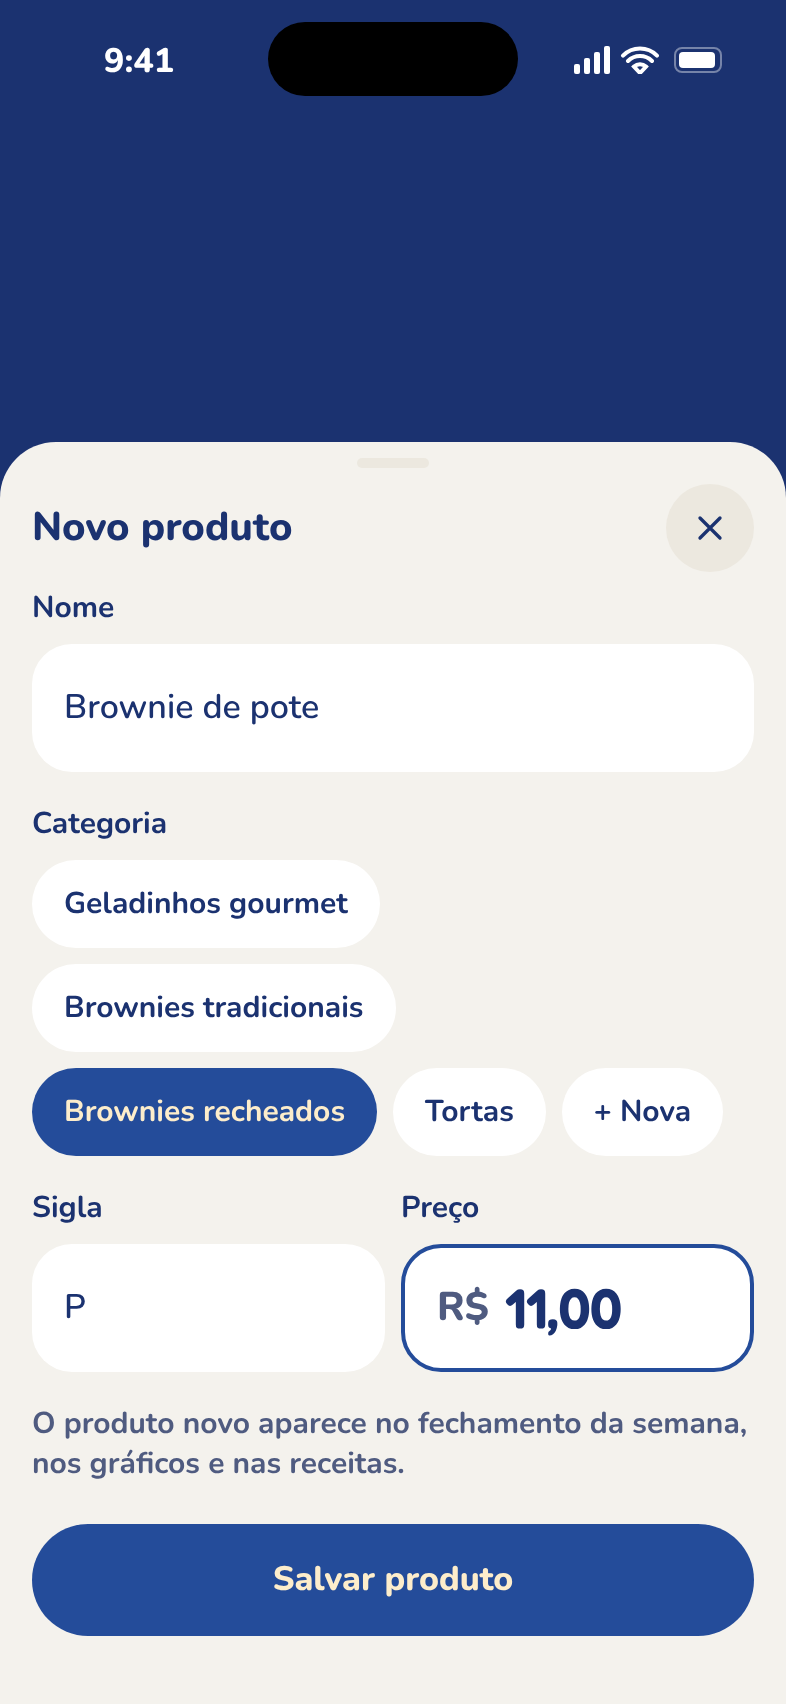 9:41
Novo produto
Nome
Brownie de pote
Categoria
Geladinhos gourmet
Brownies tradicionais
Brownies recheados Tortas + Nova
Sigla Preço
P R$ 11,00
O produto novo aparece no fechamento da semana,
nos gráficos e nas receitas.
Salvar produto